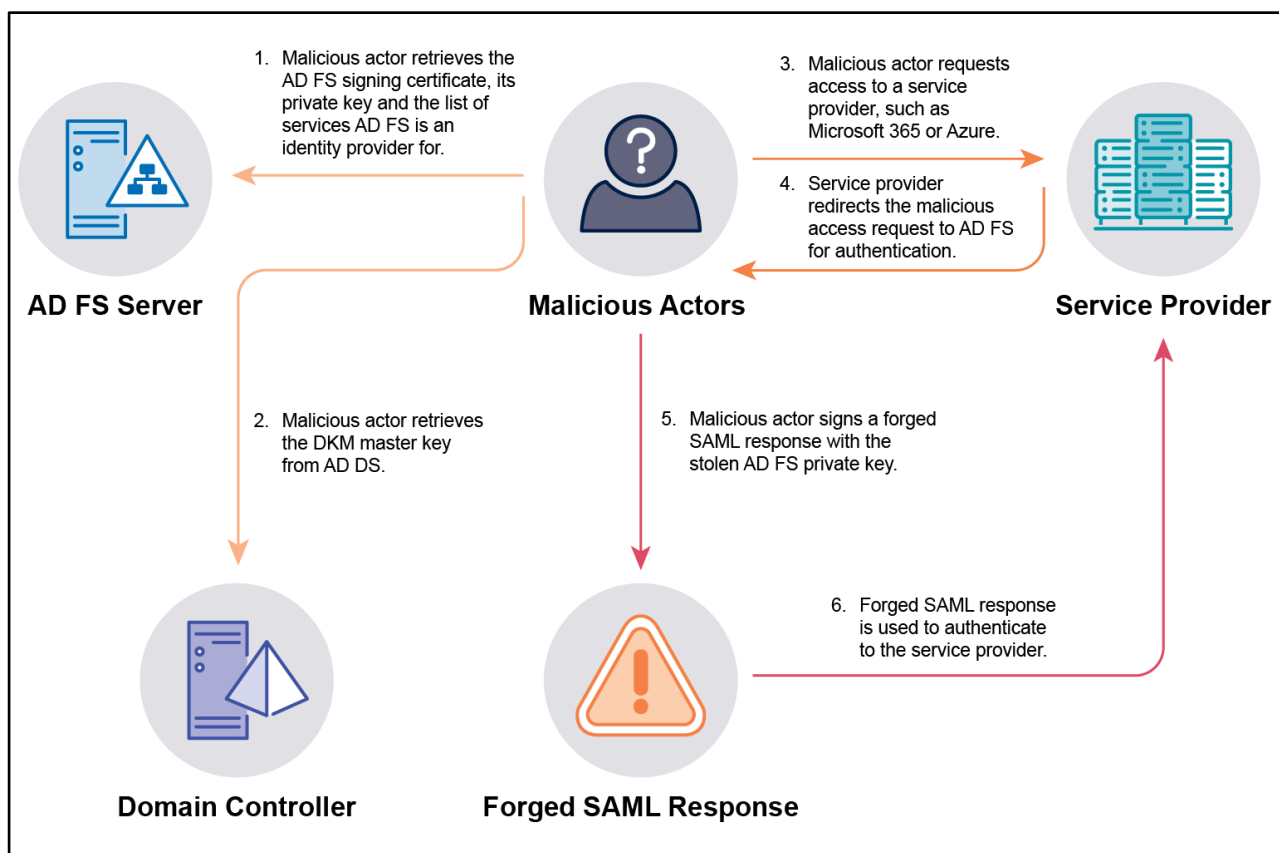 1. Malicious actor retrieves the
AD FS signing certificate, its
private key and the list of
services AD FS is an
identity provider for.
3. Malicious actor requests
access to a service
provider, such as
Microsoft 365 or Azure.
?
4. Service provider
redirects the malicious
access request to AD FS
for authentication.
AD FS Server
Malicious Actors
Service Provider
2. Malicious actor retrieves
the DKM master key
from AD DS.
5. Malicious actor signs a forged
SAML response with the
stolen AD FS private key.
6. Forged SAML response
is used to authenticate
to the service provider.
!
Domain Controller
Forged SAML Response